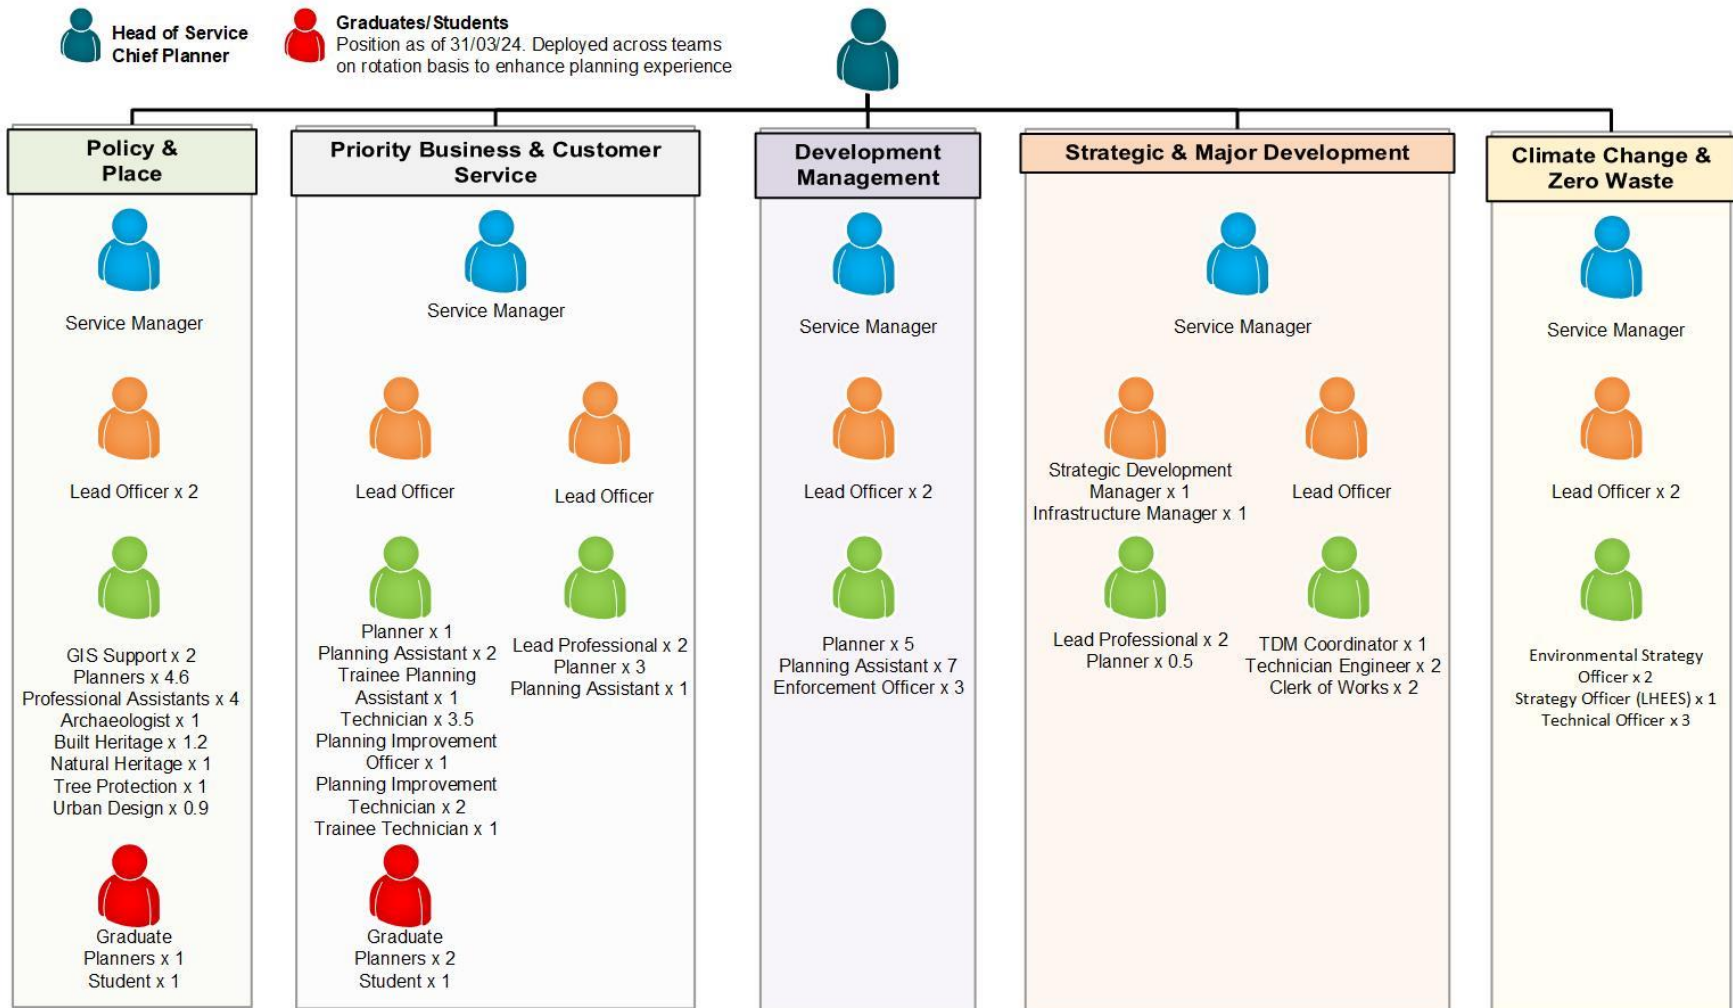 Head of Service
Chief Planner
Graduates/Students
Position as of 31/03/24. Deployed across teams
on rotation basis to enhance planning experience
Policy &
Place
Service Manager
Lead Officer x 2
GIS Support x 2
Planners x 4.6
Professional Assistants x 4
Archaeologist x 1
Built Heritage x 1.2
Natural Heritage x 1
Tree Protection x 1
Urban Design x 0.9
Graduate
Planners x 1
Student x 1
Priority Business & Customer
Service
Service Manager
Lead Officer
Planner x 1
Planning Assistant x 2
Trainee Planning
Assistant x 1
Technician x 3.5
Planning Improvement
Officer x 1
Planning Improvement
Technician x 2
Trainee Technician x 1
Graduate
Planners x 2
Student x 1
Lead Officer
Lead Professional x 2
Planner x 3
Planning Assistant x 1
Development
Management
Service Manager
Lead Officer x 2
Planner x 5
Planning Assistant x 7
Enforcement Officer x 3
Strategic & Major Development
Service Manager
Strategic Development
Manager x 1
Infrastructure Manager x 1
Lead Professional x 2
Planner x 0.5
Lead Officer
TDM Coordinator x 1
Technician Engineer x 2
Clerk of Works x 2
Climate Change &
Zero Waste
Service Manager
Lead Officer x 2
Environmental Strategy
Officer x 2
Strategy Officer (LHEES) x 1
Technical Officer x 3